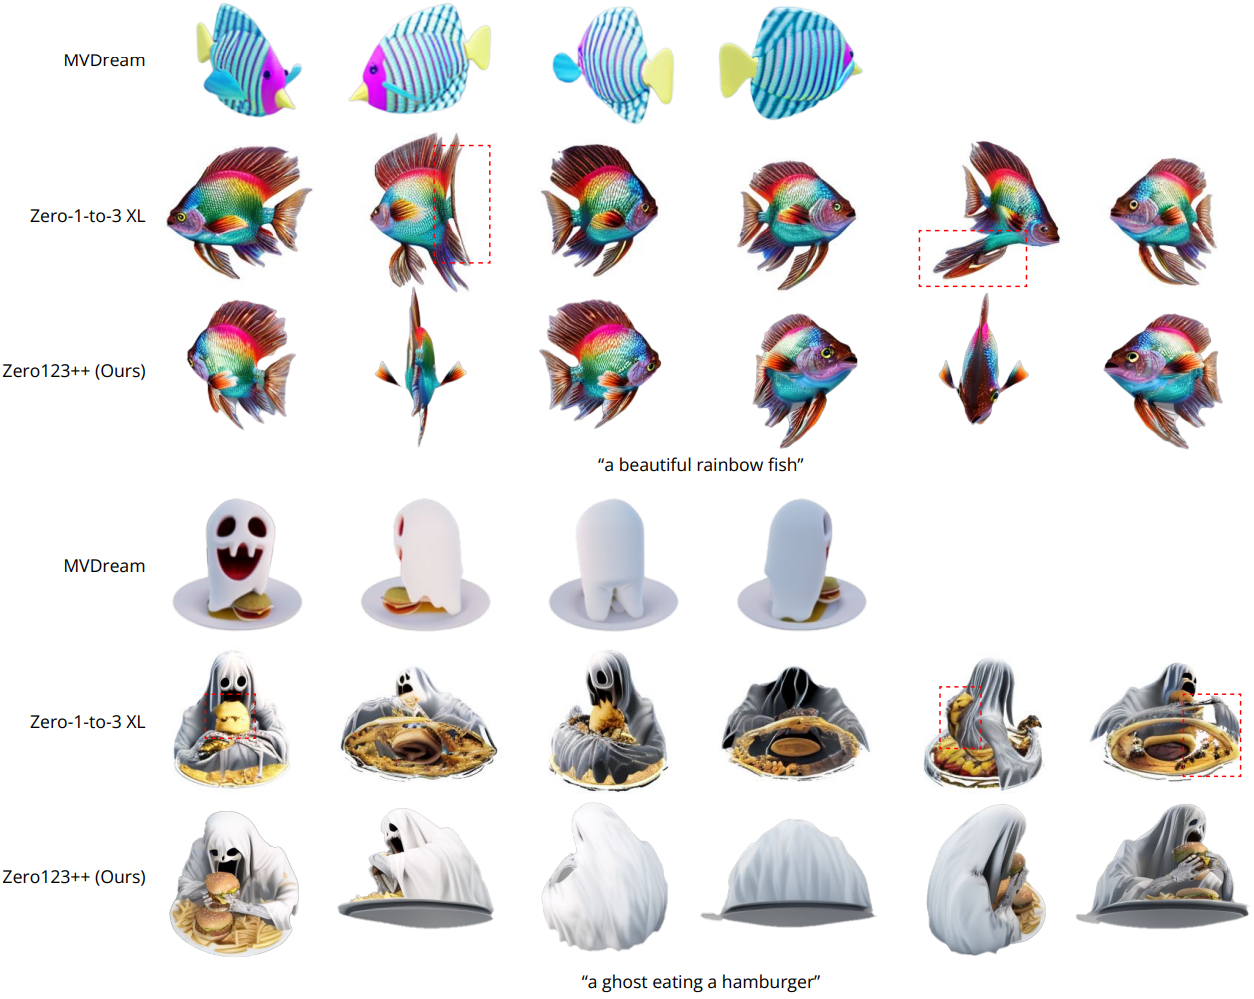 MVDream
Zero-1-to-3 XL
Zero123++ (Ours)
“a beautiful rainbow fish”
MVDream
Zero-1-to-3 XL
Zero123++ (Ours)
“a ghost eating a hamburger”